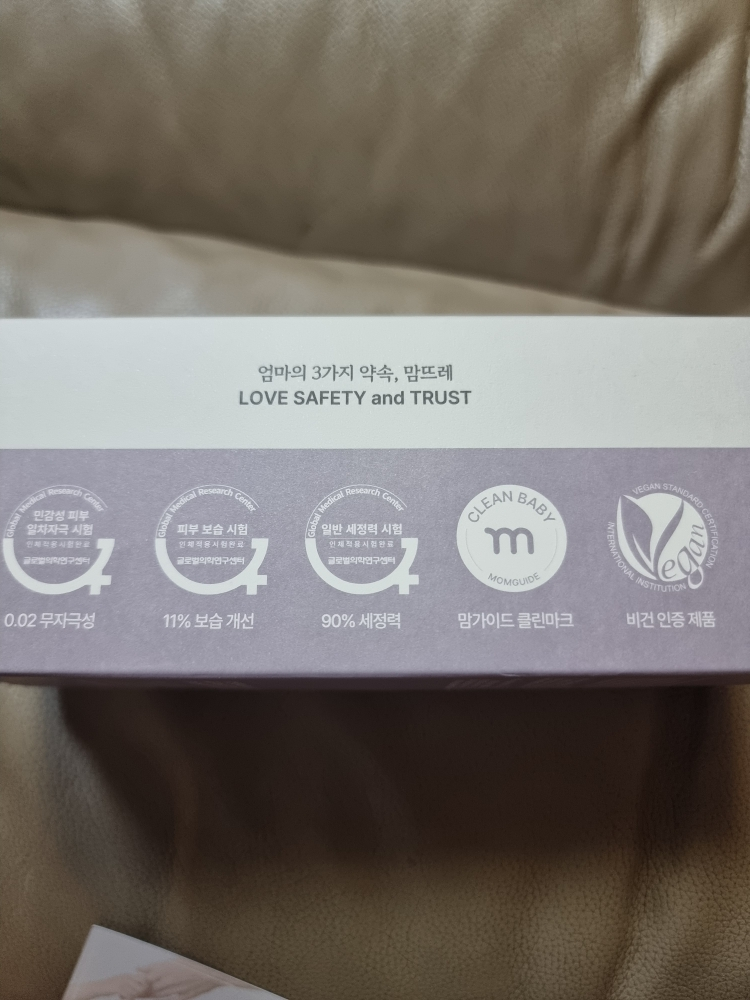 엄마의 3가지 약속, 맘뜨레
LOVE SAFETY and TRUST
Global Medical Research Center
민감성 피부
일차자극 시험
인체적용시험완료
글로벌의학연구센터
0.02 무자극성
Global Medical Research Center
피부 보습 시험
인체적용시험완료
글로벌의학연구센터
11% 보습 개선
Global Medical Research Center
일반 세정력 시험
인체적용시험완료
글로벌의학연구센터
90% 세정력
CLEAN BABY
m
MOMGUIDE
맘가이드 클린마크
VEGAN STANDARD CERTIFICATION
INTERNATIONAL INSTITUTION
Vegan
비건 인증 제품